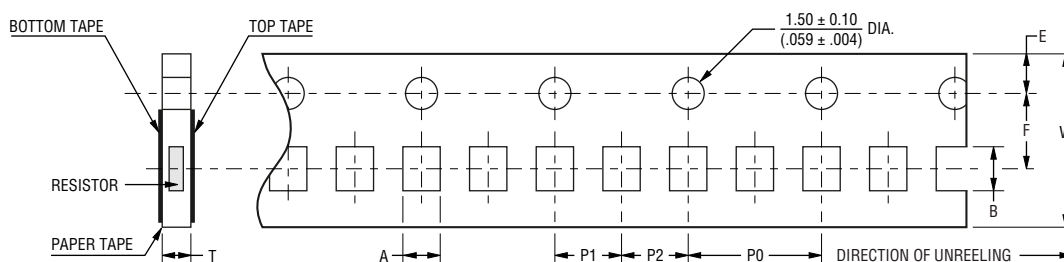 BOTTOM TAPE
TOP TAPE
1.50 ± 0.10
(.059 ± .004)
DIA.
E
F
W
RESISTOR
B
PAPER TAPE
T
A
P1
P2
P0
DIRECTION OF UNREELING